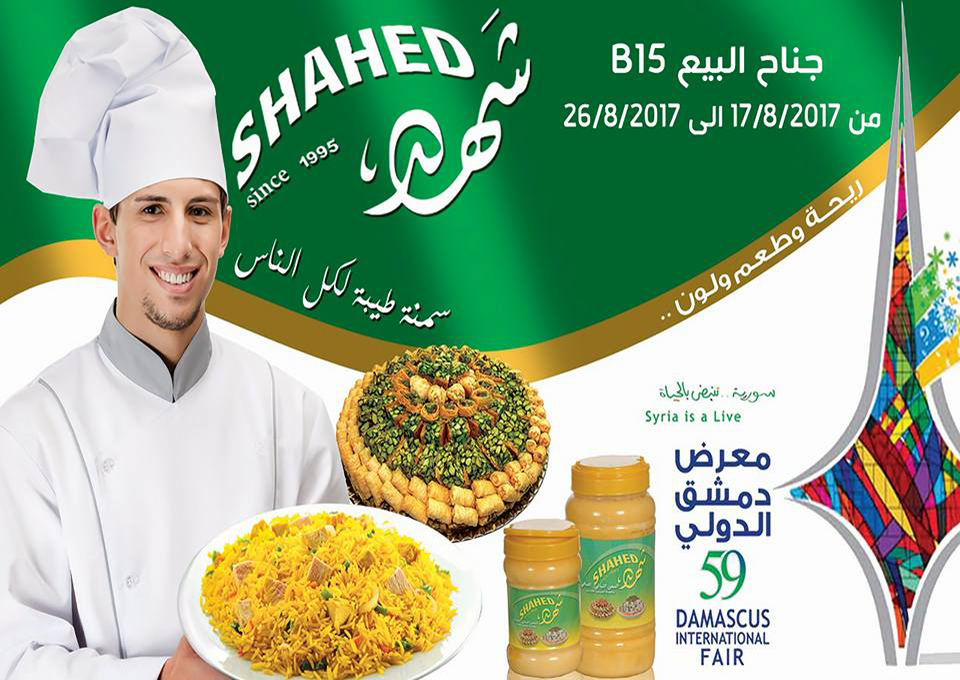 SHAHED
شهد
since 1995
سمنة طيبة لكل الناس
جناح البيع B15
من 17/8/2017 الى 26/8/2017
ريحة وطعم ولون ..
سورية .. تنبض بالحياة
Syria is a Live
معرض
دمشق
الدولي
59
DAMASCUS
INTERNATIONAL
FAIR
SHAHED
شهد
SHAHED
شهد